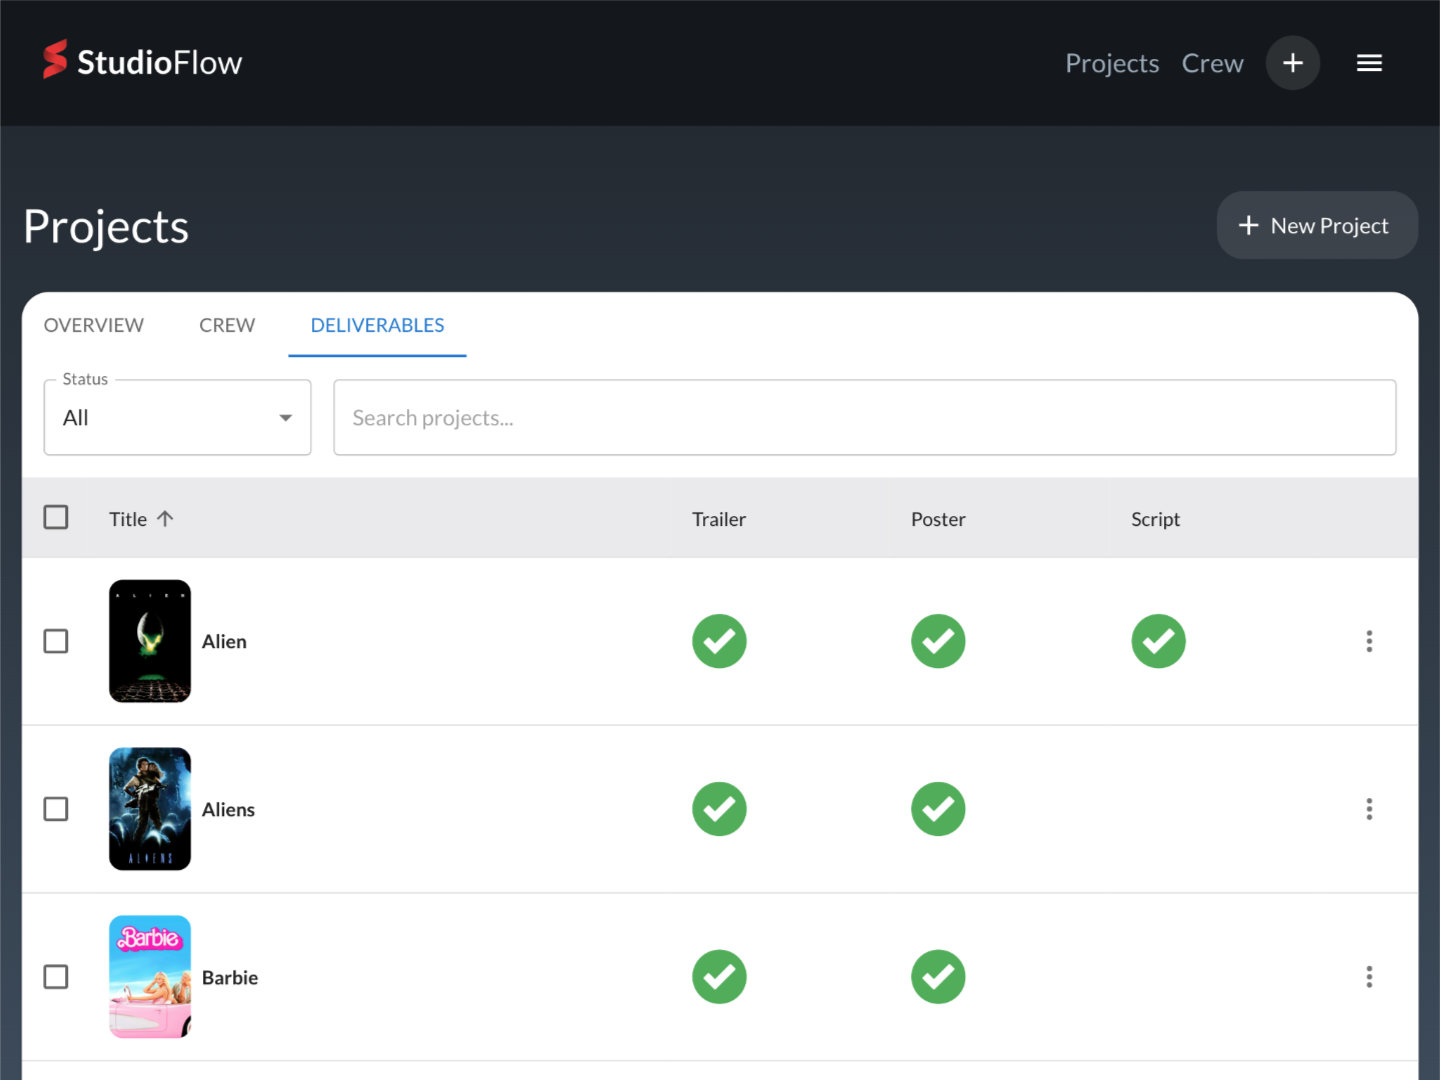 StudioFlow
Projects Crew
Projects
New Project
OVERVIEW CREW DELIVERABLES
Status
All
Search projects...
Title Trailer Poster Script
ALIEN
Alien
ALIENS
Aliens
Barbie
Barbie